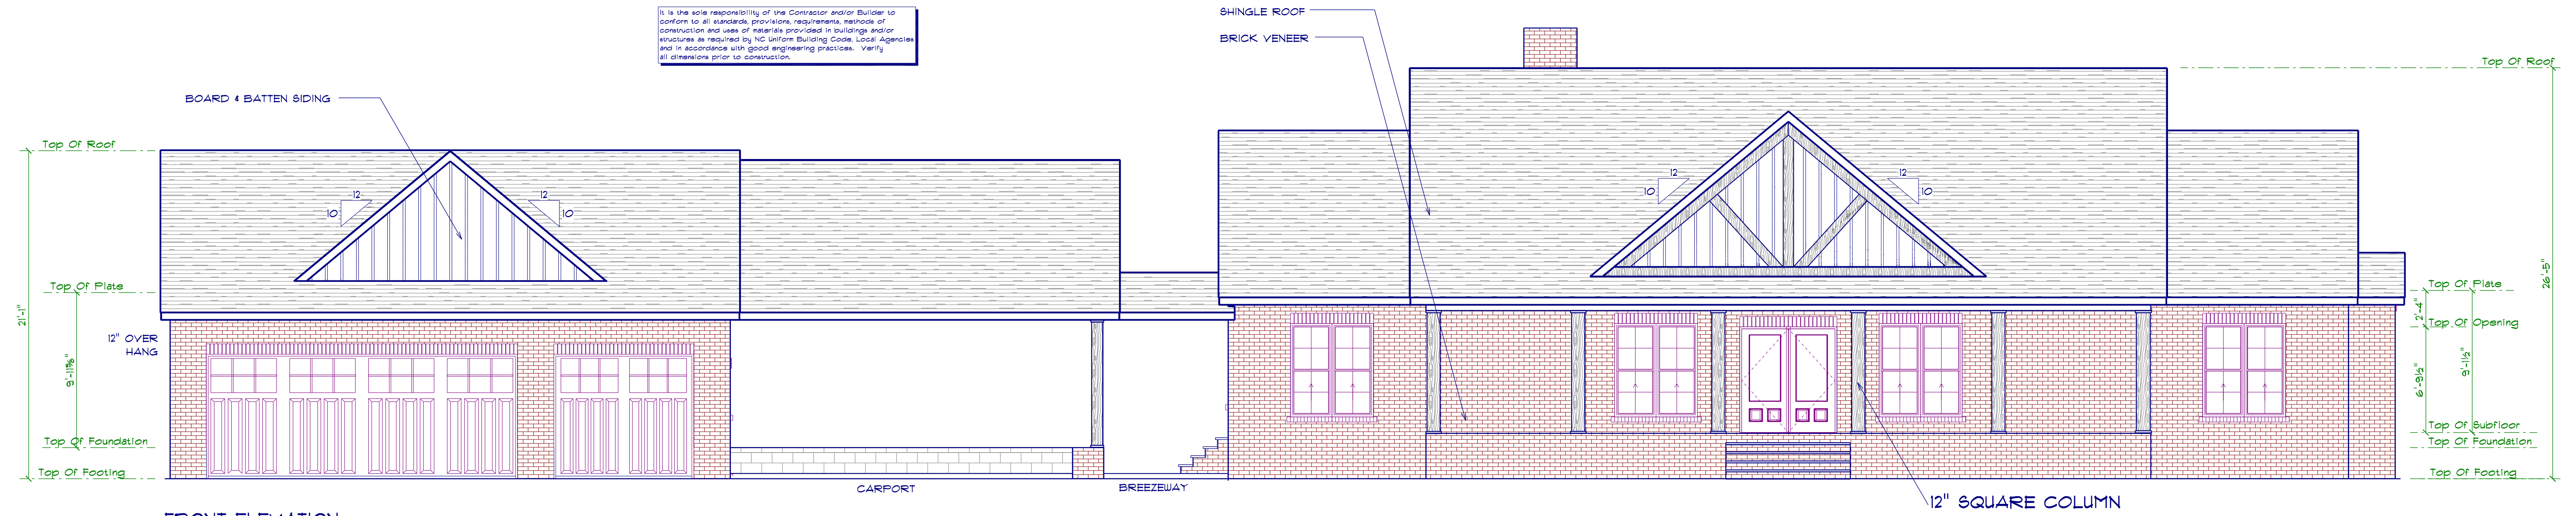 It is the sole responsibility of the Contractor and/or Builder to
conform to all standards, provisions, requirements, methods of
construction and uses of materials provided in buildings and/or
structures as required by NC Uniform Building Code, Local Agencies
and in accordance with good engineering practices. Verify
all dimensions prior to construction.
SHINGLE ROOF
BRICK VENEER
BOARD & BATTEN SIDING
Top Of Roof
Top Of Plate
21'-1"
12" OVER
HANG
9'-11⅝"
Top Of Foundation
Top Of Footing
12
10
12
10
12
10
12
10
CARPORT
BREEZEWAY
12" SQUARE COLUMN
Top Of Roof
26'-5"
Top Of Plate
2'-4"
Top Of Opening
9'-1½"
6'-9½"
Top Of Subfloor
Top Of Foundation
Top Of Footing
FRONT ELEVATION